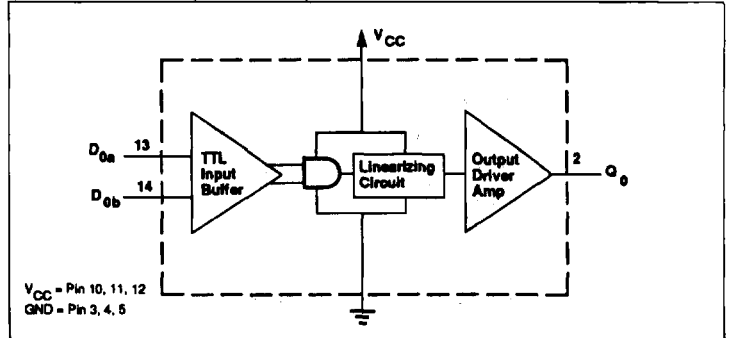 VCC
D0a 13
TTL
Input
Buffer
D0b 14
Linearizing
Circuit
Output
Driver
Amp
2 Q0
VCC = Pin 10, 11, 12
GND = Pin 3, 4, 5